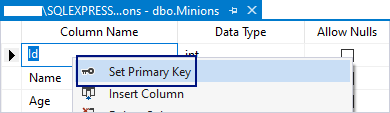 \SQLEXPRESS...ons - dbo.Minions
Column Name Data Type Allow Nulls
Id int
Set Primary Key
Name
Insert Column
Age